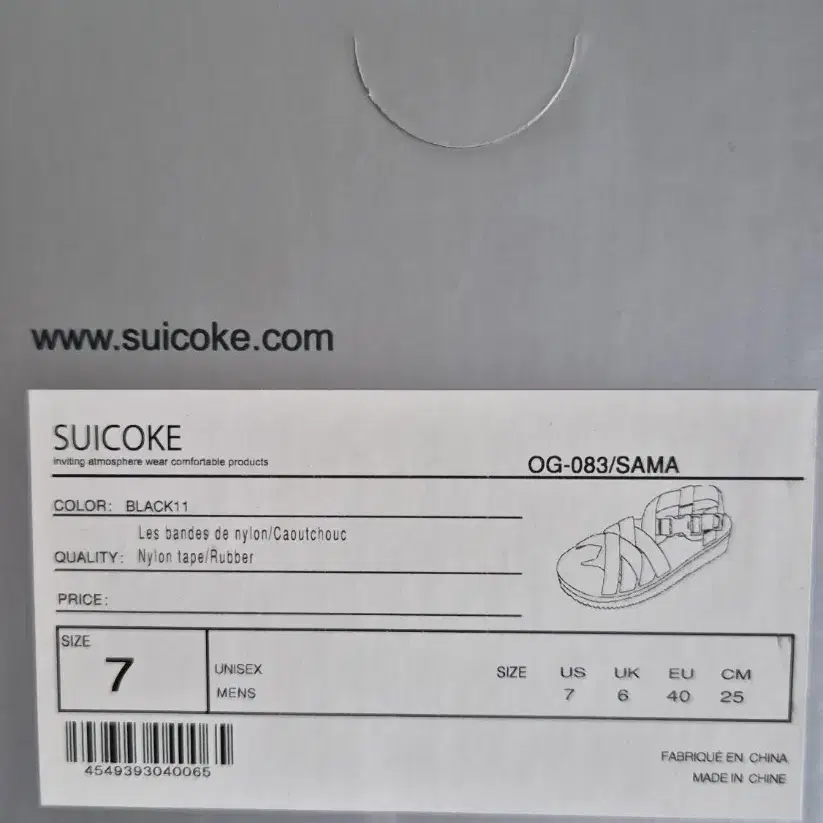 www.suicoke.com
SUICOKE
inviting atmosphere wear comfortable products
OG-083/SAMA
COLOR: BLACK11
Les bandes de nylon/Caoutchouc
QUALITY: Nylon tape/Rubber
PRICE:
SIZE
7
UNISEX
MENS
SIZE US UK EU CM
7 6 40 25
4549393040065
FABRIQUÉ EN CHINA
MADE IN CHINE